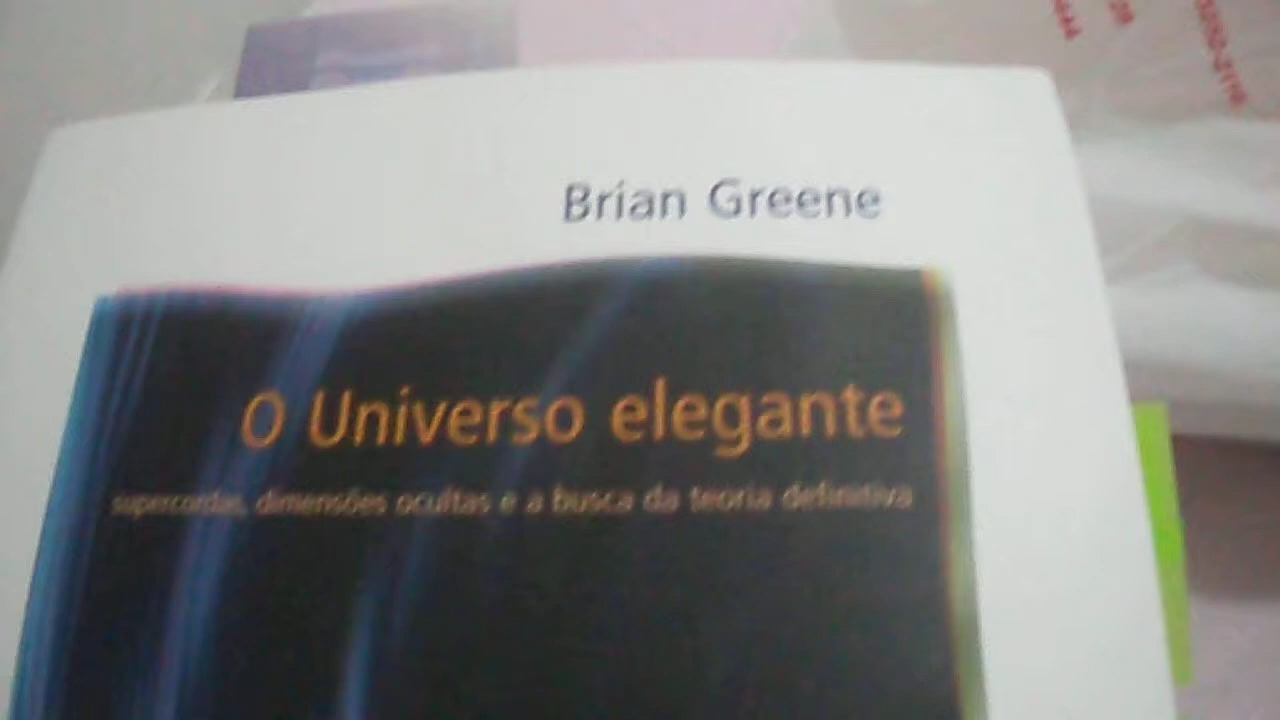 Brian Greene
O Universo elegante
supercordas, dimensões ocultas e a busca da teoria definitiva